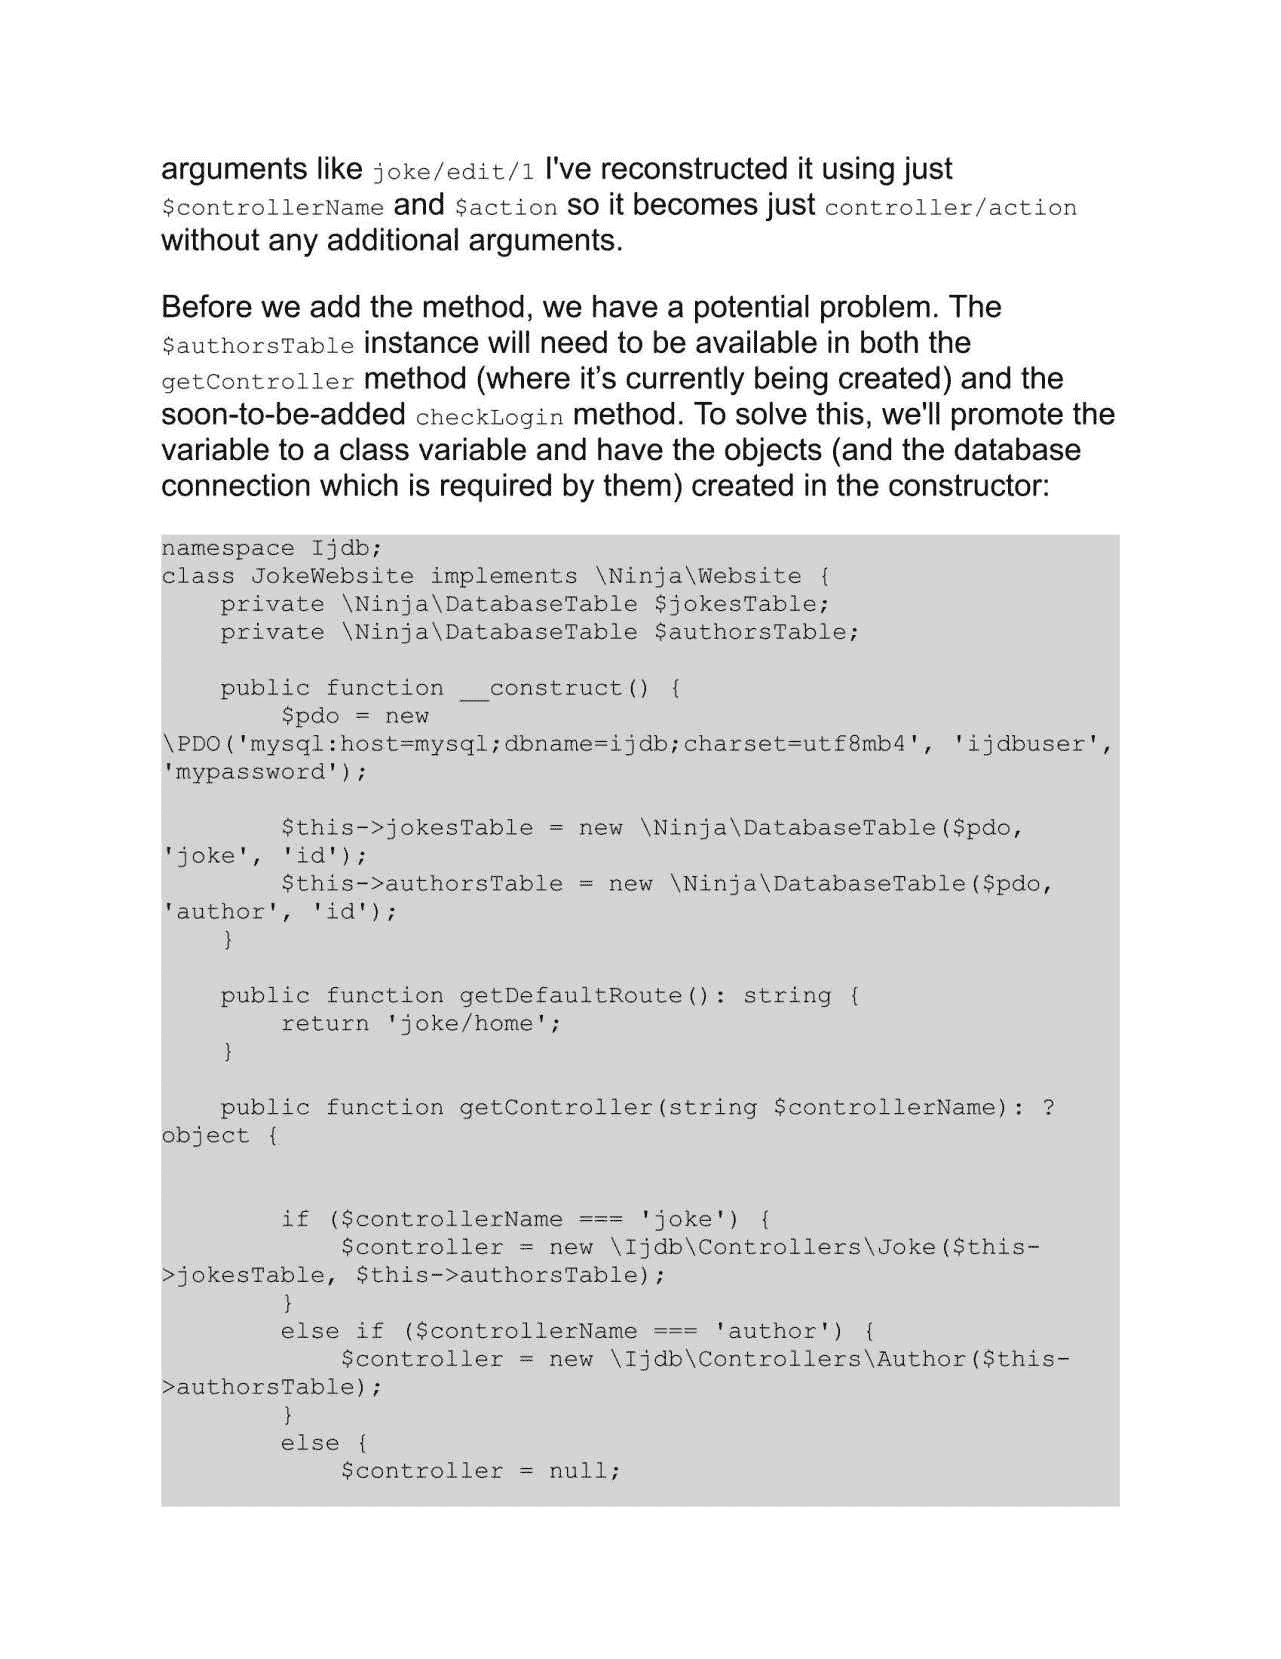 arguments like joke/edit/1 I've reconstructed it using just
$controllerName and $action so it becomes just controller/action
without any additional arguments.
Before we add the method, we have a potential problem. The
$authorsTable instance will need to be available in both the
getController method (where it’s currently being created) and the
soon-to-be-added checkLogin method. To solve this, we'll promote the
variable to a class variable and have the objects (and the database
connection which is required by them) created in the constructor:
namespace Ijdb;
class JokeWebsite implements \Ninja\Website {
    private \Ninja\DatabaseTable $jokesTable;
    private \Ninja\DatabaseTable $authorsTable;
    public function __construct() {
        $pdo = new
\PDO('mysql:host=mysql;dbname=ijdb;charset=utf8mb4', 'ijdbuser',
'mypassword');
        $this->jokesTable = new \Ninja\DatabaseTable($pdo,
'joke', 'id');
        $this->authorsTable = new \Ninja\DatabaseTable($pdo,
'author', 'id');
    }
    public function getDefaultRoute(): string {
        return 'joke/home';
    }
    public function getController(string $controllerName): ?
object {
        if ($controllerName === 'joke') {
            $controller = new \Ijdb\Controllers\Joke($this-
>jokesTable, $this->authorsTable);
        }
        else if ($controllerName === 'author') {
            $controller = new \Ijdb\Controllers\Author($this-
>authorsTable);
        }
        else {
            $controller = null;